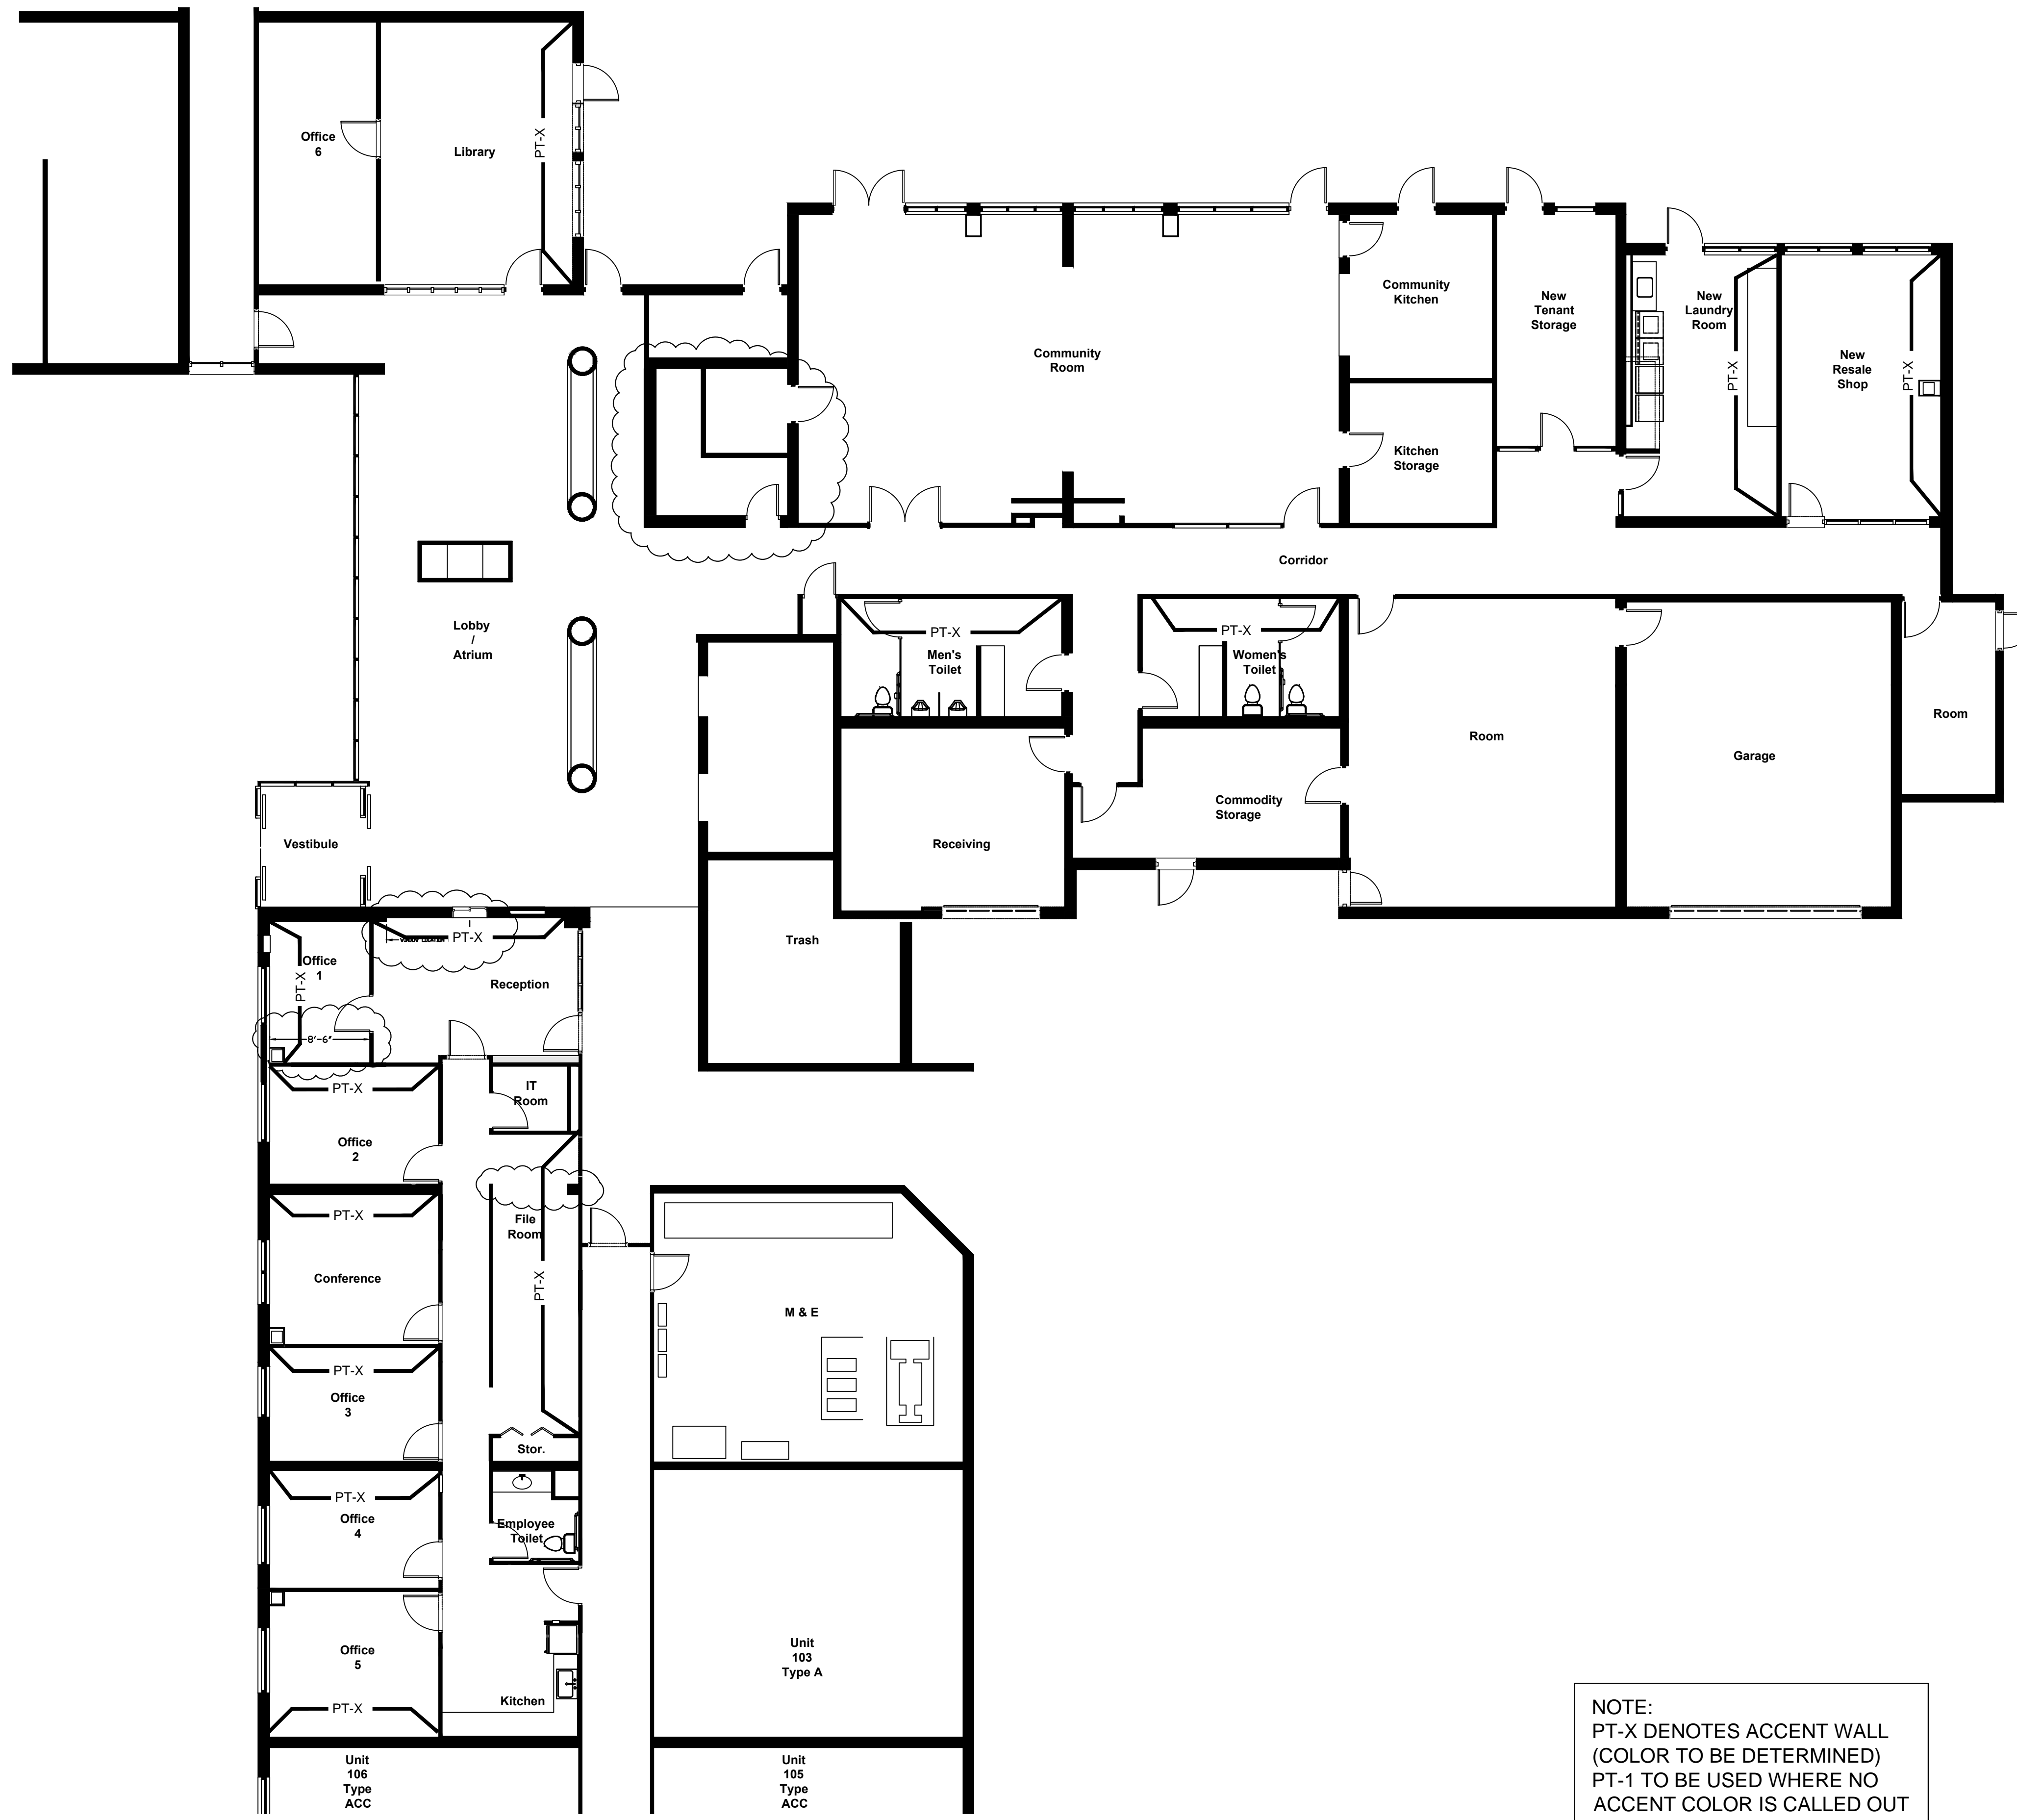 Office
6
Library
PT-X
Community
Room
Community
Kitchen
New
Tenant
Storage
New
Laundry
Room
PT-X
New
Resale
Shop
PT-X
Kitchen
Storage
Corridor
Lobby
/
Atrium
PT-X
Men's
Toilet
PT-X
Women's
Toilet
Room
Garage
Room
Commodity
Storage
Receiving
Vestibule
Trash
PT-X
Office
1
PT-X
Reception
8'-6"
IT
Room
PT-X
Office
2
PT-X
Conference
File
Room
PT-X
M & E
PT-X
Office
3
Stor.
PT-X
Office
4
Employee
Toilet
Office
5
PT-X
Kitchen
Unit
103
Type A
Unit
106
Type
ACC
Unit
105
Type
ACC
NOTE:
PT-X DENOTES ACCENT WALL
(COLOR TO BE DETERMINED)
PT-1 TO BE USED WHERE NO
ACCENT COLOR IS CALLED OUT